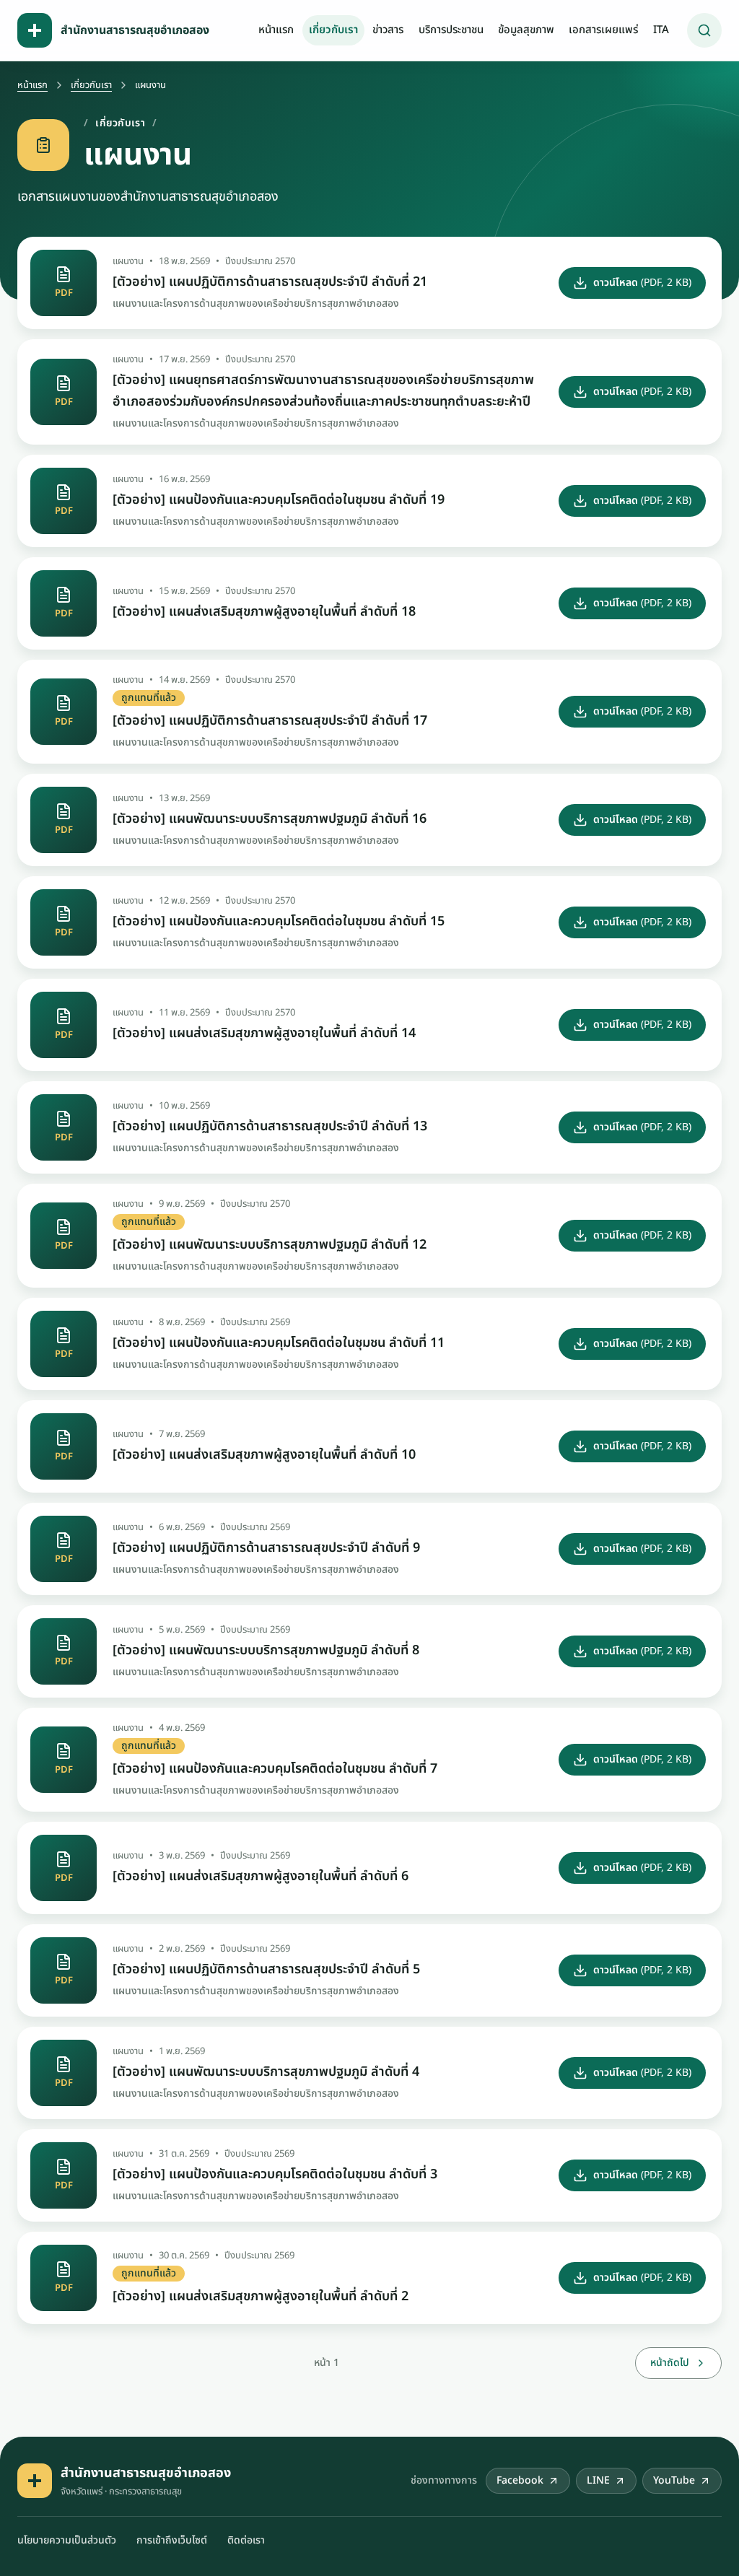 สำนักงานสาธารณสุขอำเภอสอง
หน้าแรก เกี่ยวกับเรา ข่าวสาร บริการประชาชน ข้อมูลสุขภาพ เอกสารเผยแพร่ ITA
หน้าแรก > เกี่ยวกับเรา > แผนงาน
/ เกี่ยวกับเรา /
แผนงาน
เอกสารแผนงานของสำนักงานสาธารณสุขอำเภอสอง
แผนงาน • 18 พ.ย. 2569 • ปีงบประมาณ 2570
[ตัวอย่าง] แผนปฏิบัติการด้านสาธารณสุขประจำปี ลำดับที่ 21
แผนงานและโครงการด้านสุขภาพของเครือข่ายบริการสุขภาพอำเภอสอง
PDF
ดาวน์โหลด (PDF, 2 KB)
แผนงาน • 17 พ.ย. 2569 • ปีงบประมาณ 2570
[ตัวอย่าง] แผนยุทธศาสตร์การพัฒนางานสาธารณสุขของเครือข่ายบริการสุขภาพ
อำเภอสองร่วมกับองค์กรปกครองส่วนท้องถิ่นและภาคประชาชนทุกตำบลระยะห้าปี
แผนงานและโครงการด้านสุขภาพของเครือข่ายบริการสุขภาพอำเภอสอง
PDF
ดาวน์โหลด (PDF, 2 KB)
แผนงาน • 16 พ.ย. 2569
[ตัวอย่าง] แผนป้องกันและควบคุมโรคติดต่อในชุมชน ลำดับที่ 19
แผนงานและโครงการด้านสุขภาพของเครือข่ายบริการสุขภาพอำเภอสอง
PDF
ดาวน์โหลด (PDF, 2 KB)
แผนงาน • 15 พ.ย. 2569 • ปีงบประมาณ 2570
[ตัวอย่าง] แผนส่งเสริมสุขภาพผู้สูงอายุในพื้นที่ ลำดับที่ 18
PDF
ดาวน์โหลด (PDF, 2 KB)
แผนงาน • 14 พ.ย. 2569 • ปีงบประมาณ 2570
ถูกแทนที่แล้ว
[ตัวอย่าง] แผนปฏิบัติการด้านสาธารณสุขประจำปี ลำดับที่ 17
แผนงานและโครงการด้านสุขภาพของเครือข่ายบริการสุขภาพอำเภอสอง
PDF
ดาวน์โหลด (PDF, 2 KB)
แผนงาน • 13 พ.ย. 2569
[ตัวอย่าง] แผนพัฒนาระบบบริการสุขภาพปฐมภูมิ ลำดับที่ 16
แผนงานและโครงการด้านสุขภาพของเครือข่ายบริการสุขภาพอำเภอสอง
PDF
ดาวน์โหลด (PDF, 2 KB)
แผนงาน • 12 พ.ย. 2569 • ปีงบประมาณ 2570
[ตัวอย่าง] แผนป้องกันและควบคุมโรคติดต่อในชุมชน ลำดับที่ 15
แผนงานและโครงการด้านสุขภาพของเครือข่ายบริการสุขภาพอำเภอสอง
PDF
ดาวน์โหลด (PDF, 2 KB)
แผนงาน • 11 พ.ย. 2569 • ปีงบประมาณ 2570
[ตัวอย่าง] แผนส่งเสริมสุขภาพผู้สูงอายุในพื้นที่ ลำดับที่ 14
PDF
ดาวน์โหลด (PDF, 2 KB)
แผนงาน • 10 พ.ย. 2569
[ตัวอย่าง] แผนปฏิบัติการด้านสาธารณสุขประจำปี ลำดับที่ 13
แผนงานและโครงการด้านสุขภาพของเครือข่ายบริการสุขภาพอำเภอสอง
PDF
ดาวน์โหลด (PDF, 2 KB)
แผนงาน • 9 พ.ย. 2569 • ปีงบประมาณ 2570
ถูกแทนที่แล้ว
[ตัวอย่าง] แผนพัฒนาระบบบริการสุขภาพปฐมภูมิ ลำดับที่ 12
แผนงานและโครงการด้านสุขภาพของเครือข่ายบริการสุขภาพอำเภอสอง
PDF
ดาวน์โหลด (PDF, 2 KB)
แผนงาน • 8 พ.ย. 2569 • ปีงบประมาณ 2569
[ตัวอย่าง] แผนป้องกันและควบคุมโรคติดต่อในชุมชน ลำดับที่ 11
แผนงานและโครงการด้านสุขภาพของเครือข่ายบริการสุขภาพอำเภอสอง
PDF
ดาวน์โหลด (PDF, 2 KB)
แผนงาน • 7 พ.ย. 2569
[ตัวอย่าง] แผนส่งเสริมสุขภาพผู้สูงอายุในพื้นที่ ลำดับที่ 10
PDF
ดาวน์โหลด (PDF, 2 KB)
แผนงาน • 6 พ.ย. 2569 • ปีงบประมาณ 2569
[ตัวอย่าง] แผนปฏิบัติการด้านสาธารณสุขประจำปี ลำดับที่ 9
แผนงานและโครงการด้านสุขภาพของเครือข่ายบริการสุขภาพอำเภอสอง
PDF
ดาวน์โหลด (PDF, 2 KB)
แผนงาน • 5 พ.ย. 2569 • ปีงบประมาณ 2569
[ตัวอย่าง] แผนพัฒนาระบบบริการสุขภาพปฐมภูมิ ลำดับที่ 8
แผนงานและโครงการด้านสุขภาพของเครือข่ายบริการสุขภาพอำเภอสอง
PDF
ดาวน์โหลด (PDF, 2 KB)
แผนงาน • 4 พ.ย. 2569
ถูกแทนที่แล้ว
[ตัวอย่าง] แผนป้องกันและควบคุมโรคติดต่อในชุมชน ลำดับที่ 7
แผนงานและโครงการด้านสุขภาพของเครือข่ายบริการสุขภาพอำเภอสอง
PDF
ดาวน์โหลด (PDF, 2 KB)
แผนงาน • 3 พ.ย. 2569 • ปีงบประมาณ 2569
[ตัวอย่าง] แผนส่งเสริมสุขภาพผู้สูงอายุในพื้นที่ ลำดับที่ 6
PDF
ดาวน์โหลด (PDF, 2 KB)
แผนงาน • 2 พ.ย. 2569 • ปีงบประมาณ 2569
[ตัวอย่าง] แผนปฏิบัติการด้านสาธารณสุขประจำปี ลำดับที่ 5
แผนงานและโครงการด้านสุขภาพของเครือข่ายบริการสุขภาพอำเภอสอง
PDF
ดาวน์โหลด (PDF, 2 KB)
แผนงาน • 1 พ.ย. 2569
[ตัวอย่าง] แผนพัฒนาระบบบริการสุขภาพปฐมภูมิ ลำดับที่ 4
แผนงานและโครงการด้านสุขภาพของเครือข่ายบริการสุขภาพอำเภอสอง
PDF
ดาวน์โหลด (PDF, 2 KB)
แผนงาน • 31 ต.ค. 2569 • ปีงบประมาณ 2569
[ตัวอย่าง] แผนป้องกันและควบคุมโรคติดต่อในชุมชน ลำดับที่ 3
แผนงานและโครงการด้านสุขภาพของเครือข่ายบริการสุขภาพอำเภอสอง
PDF
ดาวน์โหลด (PDF, 2 KB)
แผนงาน • 30 ต.ค. 2569 • ปีงบประมาณ 2569
ถูกแทนที่แล้ว
[ตัวอย่าง] แผนส่งเสริมสุขภาพผู้สูงอายุในพื้นที่ ลำดับที่ 2
PDF
ดาวน์โหลด (PDF, 2 KB)
หน้า 1
หน้าถัดไป
สำนักงานสาธารณสุขอำเภอสอง
จังหวัดแพร่ · กระทรวงสาธารณสุข
ช่องทางทางการ Facebook LINE YouTube
นโยบายความเป็นส่วนตัว การเข้าถึงเว็บไซต์ ติดต่อเรา